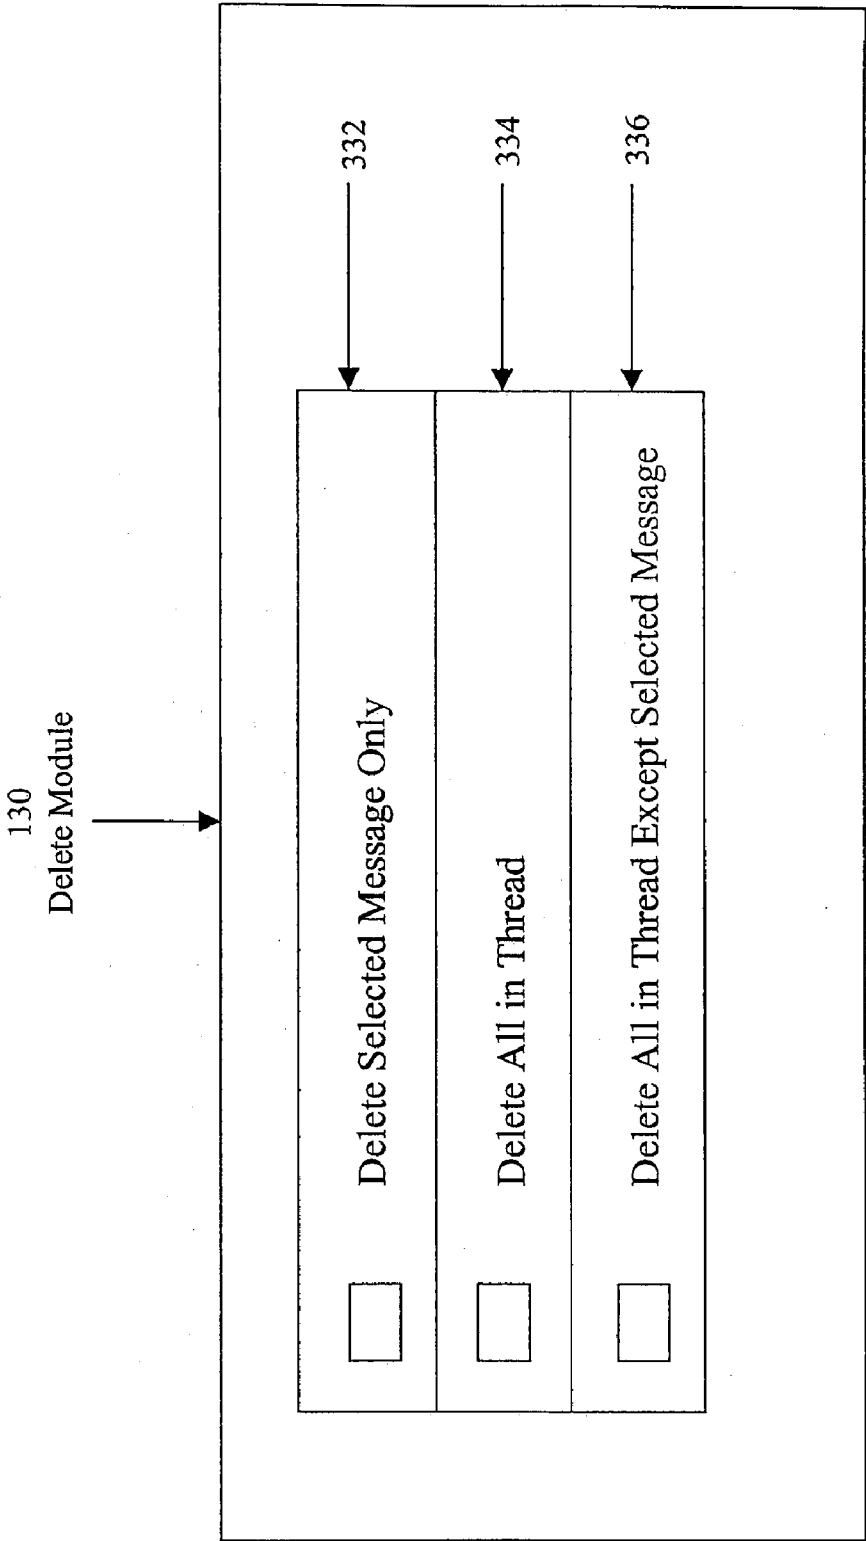 130
Delete Module
Delete Selected Message Only
332
Delete All in Thread
334
Delete All in Thread Except Selected Message
336